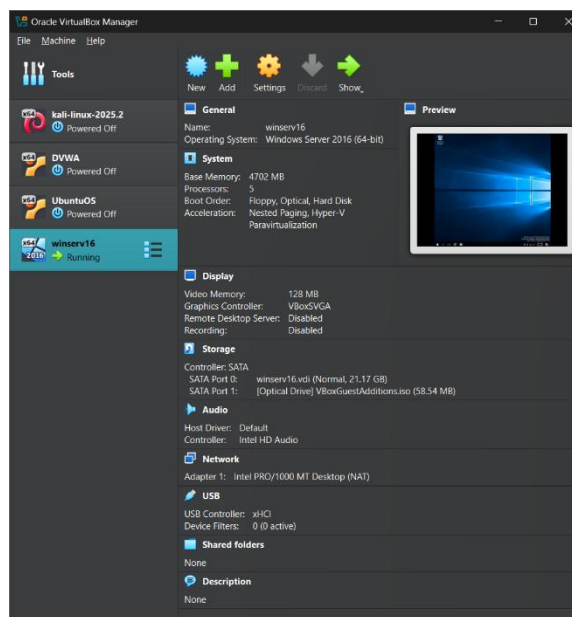 Oracle VirtualBox Manager
File Machine Help
Tools
New Add Settings Discard Show
kali-linux-2025.2
Powered Off
DVWA
Powered Off
UbuntuOS
Powered Off
winserv16
Running
General
Name: winserv16
Operating System: Windows Server 2016 (64-bit)
System
Base Memory: 4702 MB
Processors: 5
Boot Order: Floppy, Optical, Hard Disk
Acceleration: Nested Paging, Hyper-V
Paravirtualization
Preview
Display
Video Memory: 128 MB
Graphics Controller: VBoxSVGA
Remote Desktop Server: Disabled
Recording: Disabled
Storage
Controller: SATA
SATA Port 0: winserv16.vdi (Normal, 21.17 GB)
SATA Port 1: [Optical Drive] VBoxGuestAdditions.iso (58.54 MB)
Audio
Host Driver: Default
Controller: Intel HD Audio
Network
Adapter 1: Intel PRO/1000 MT Desktop (NAT)
USB
USB Controller: xHCI
Device Filters: 0 (0 active)
Shared folders
None
Description
None